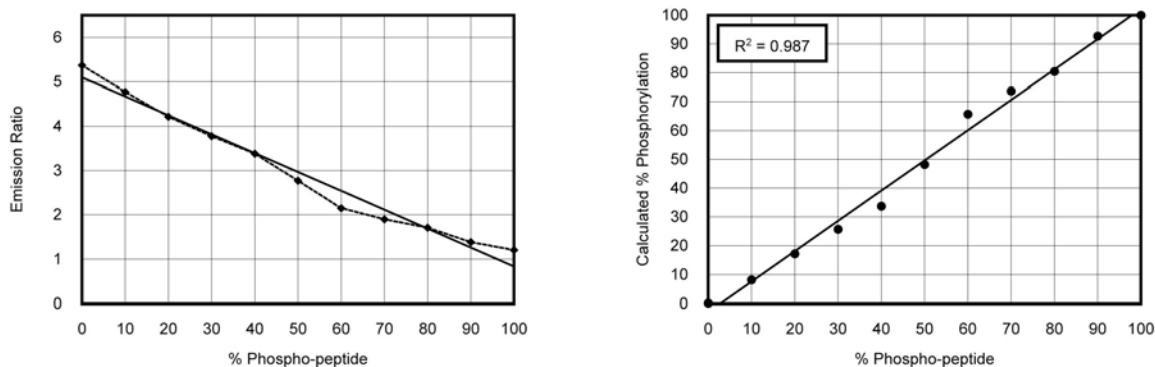 6
5
4
3
2
1
0
Emission Ratio
0 10 20 30 40 50 60 70 80 90 100
% Phospho-peptide
100
90
80
70
60
50
40
30
20
10
0
Calculated % Phosphorylation
R² = 0.987
0 10 20 30 40 50 60 70 80 90 100
% Phospho-peptide